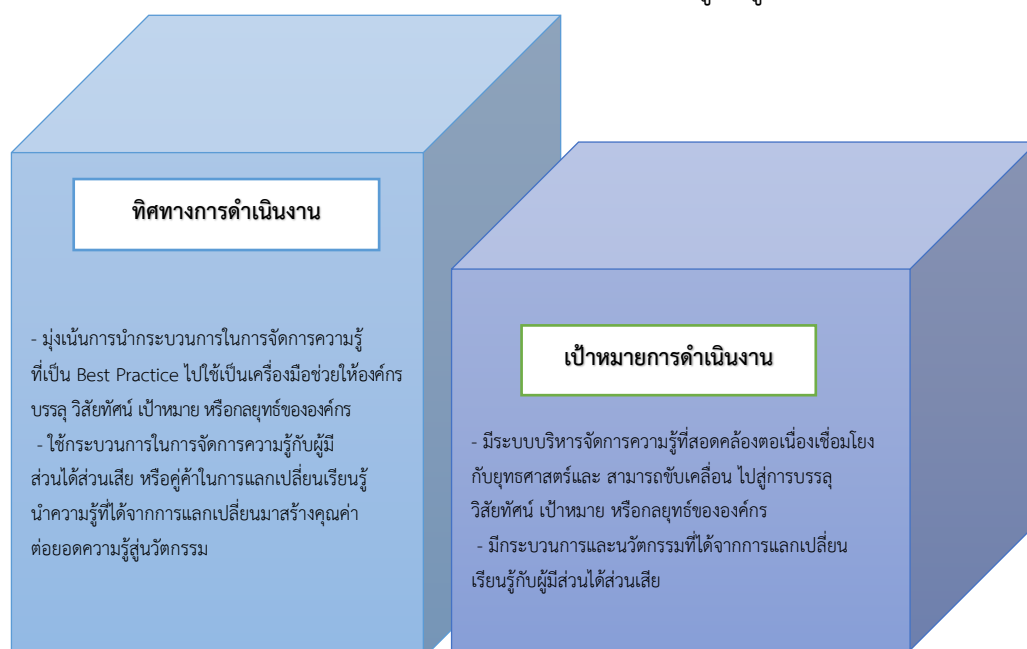 ทิศทางการดำเนินงาน
- มุ่งเน้นการนำกระบวนการในการจัดการความรู้
ที่เป็น Best Practice ไปใช้เป็นเครื่องมือช่วยให้องค์กร
บรรลุ วิสัยทัศน์ เป้าหมาย หรือกลยุทธ์ขององค์กร
- ใช้กระบวนการในการจัดการความรู้กับผู้มี
ส่วนได้ส่วนเสีย หรือคู่ค้าในการแลกเปลี่ยนเรียนรู้
นำความรู้ที่ได้จากการแลกเปลี่ยนมาสร้างคุณค่า
ต่อยอดความรู้สู่นวัตกรรม
เป้าหมายการดำเนินงาน
- มีระบบบริหารจัดการความรู้ที่สอดคล้องตอเนื่องเชื่อมโยง
กับยุทธศาสตร์และ สามารถขับเคลื่อน ไปสู่การบรรลุ
วิสัยทัศน์ เป้าหมาย หรือกลยุทธ์ขององค์กร
- มีกระบวนการและนวัตกรรมที่ได้จากการแลกเปลี่ยน
เรียนรู้กับผู้มีส่วนได้ส่วนเสีย